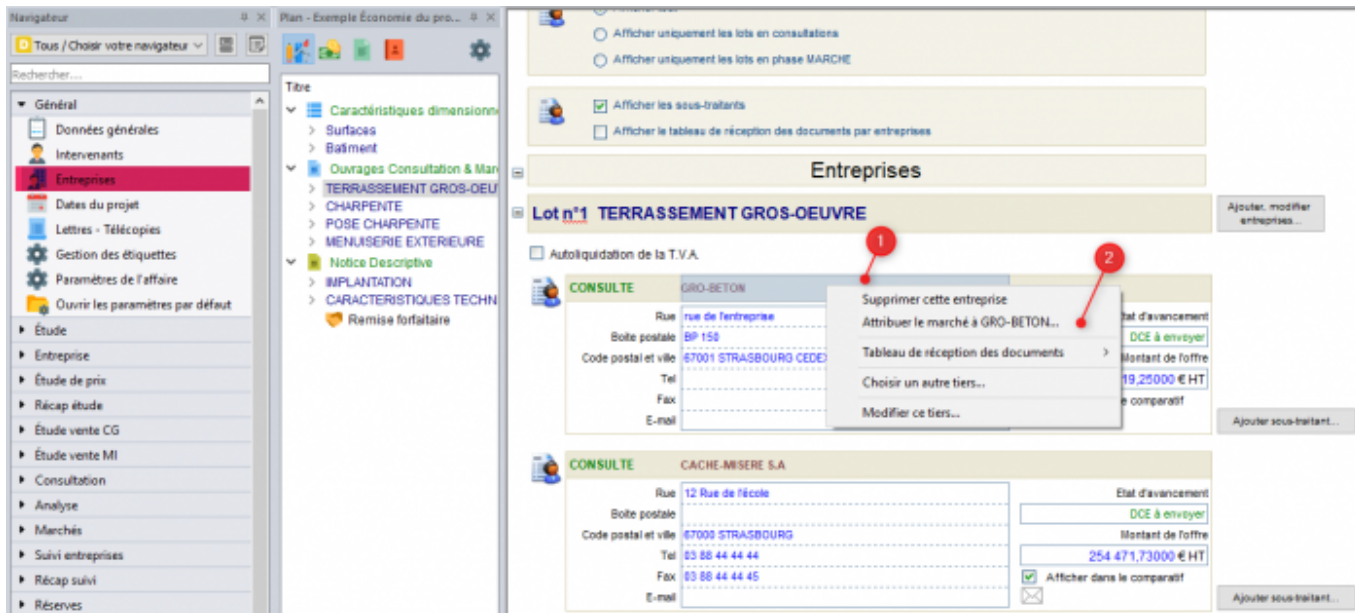 Navigateur
Tous / Choisir votre navigateur
Rechercher...
Général
Données générales
Intervenants
Entreprises
Dates du projet
Lettres - Télécopies
Gestion des étiquettes
Paramètres de l'affaire
Ouvrir les paramètres par défaut
Étude
Entreprise
Étude de prix
Récap étude
Étude vente CG
Étude vente MI
Consultation
Analyse
Marchés
Suivi entreprises
Récap suivi
Réserves
Plan - Exemple Économie du pro...
Titre
Caractéristiques dimensionne
Surfaces
Batiment
Ouvrages Consultation & Mar
TERRASSEMENT GROS-OEU
CHARPENTE
POSE CHARPENTE
MENUISERIE EXTERIEURE
Notice Descriptive
IMPLANTATION
CARACTERISTIQUES TECHN
Remise forfaitaire
Afficher uniquement les lots en consultations
Afficher uniquement les lots en phase MARCHE
Afficher les sous-traitants
Afficher le tableau de réception des documents par entreprises
Entreprises
Lot n°1 TERRASSEMENT GROS-OEUVRE
Ajouter, modifier
entreprises...
Autoliquidation de la T.V.A.
1
2
CONSULTE GRO-BETON
Rue rue de l'entreprise
Boite postale BP 150
Code postal et ville 67001 STRASBOURG CEDEX
Tel
Fax
E-mail
Supprimer cette entreprise
Attribuer le marché à GRO-BETON...
Tableau de réception des documents
Choisir un autre tiers...
Modifier ce tiers...
tat d'avancement
DCE à envoyer
Montant de l'offre
19,25000 € HT
e comparatif
Ajouter sous-traitant...
CONSULTE CACHE-MISERE S.A
Rue 12 Rue de l'école
Boite postale
Code postal et ville 67000 STRASBOURG
Tel 03 88 44 44 44
Fax 03 88 44 44 45
E-mail
Etat d'avancement
DCE à envoyer
Montant de l'offre
254 471,73000 € HT
Afficher dans le comparatif
Ajouter sous-traitant...